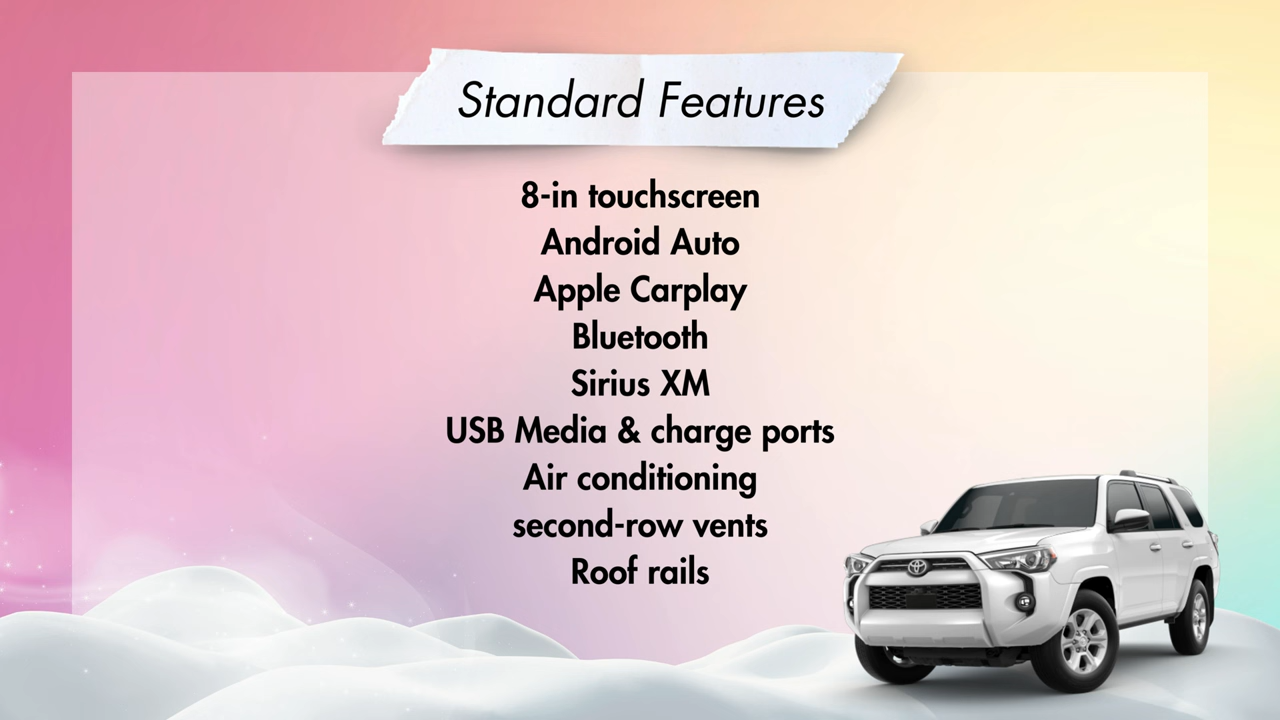 Standard Features
8-in touchscreen
Android Auto
Apple Carplay
Bluetooth
Sirius XM
USB Media & charge ports
Air conditioning
second-row vents
Roof rails